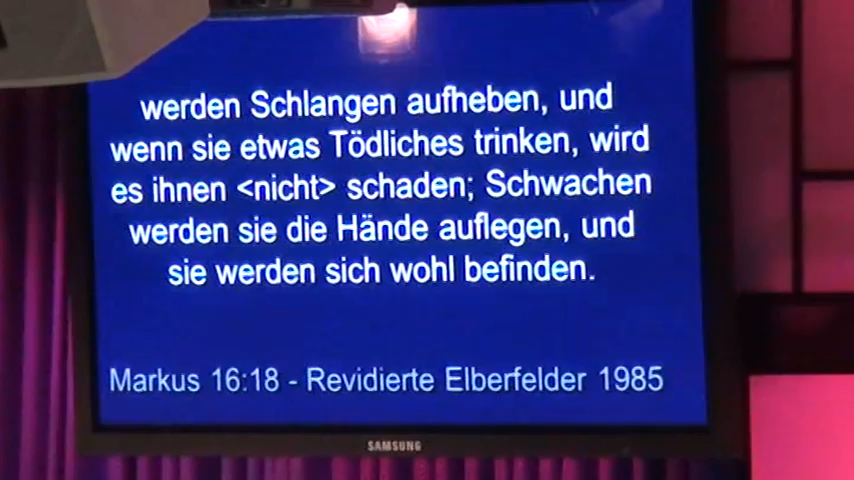 werden Schlangen aufheben, und
wenn sie etwas Tödliches trinken, wird
es ihnen <nicht> schaden; Schwachen
werden sie die Hände auflegen, und
sie werden sich wohl befinden.
Markus 16:18 - Revidierte Elberfelder 1985
SAMSUNG